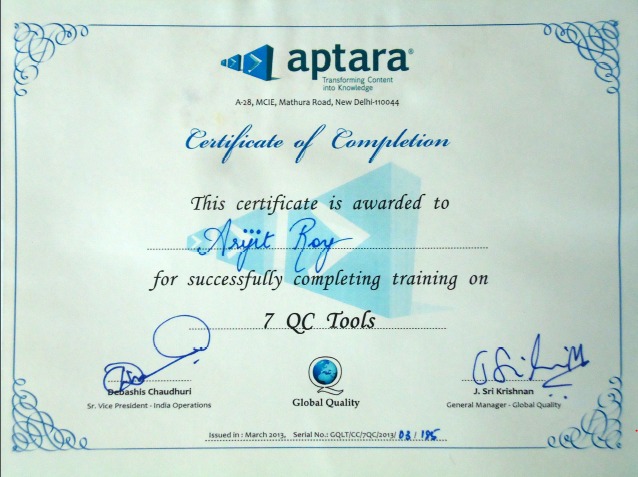 aptara®
Transforming Content
into Knowledge
A-28, MCIE, Mathura Road, New Delhi-110044
Certificate of Completion
This certificate is awarded to
Arijit Roy
for successfully completing training on
7 QC Tools
Debashis Chaudhuri
Sr. Vice President - India Operations
Global Quality
J. Sri Krishnan
General Manager - Global Quality
Issued in : March 2013, Serial No.: GQLT/CC/7QC/2013/ 03 / 195